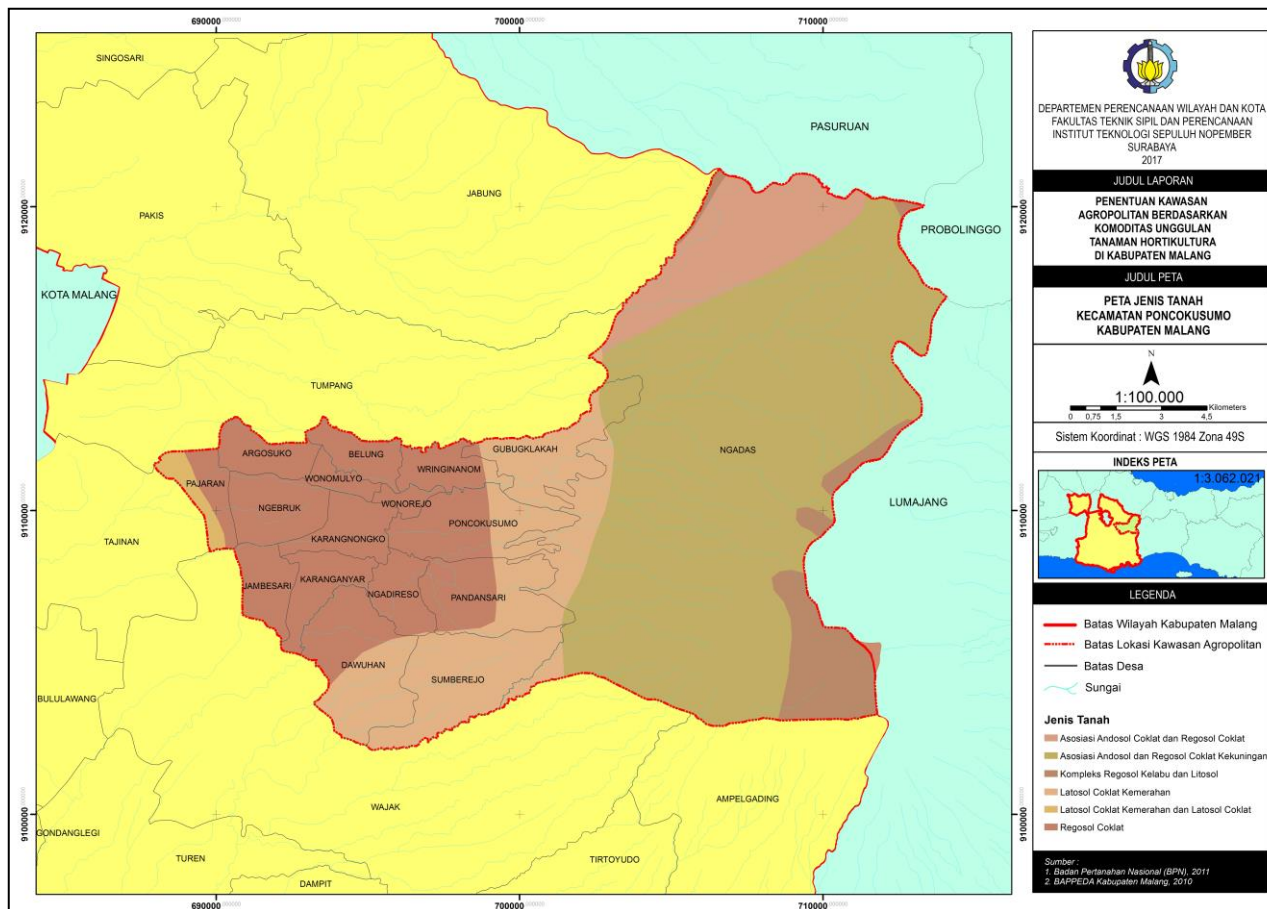 690000
700000
710000
SINGOSARI
PASURUAN
JABUNG
PAKIS
9120000
9120000
PROBOLINGGO
KOTA MALANG
TUMPANG
ARGOSUKO
BELUNG
GUBUGKLAKAH
NGADAS
WRINGINANOM
PAJARAN
WONOMULYO
NGEBRUK
WONOREJO
LUMAJANG
9110000
9110000
PONCOKUSUMO
TAJINAN
KARANGNONGKO
JAMBESARI
KARANGANYAR
NGADIRESO
PANDANSARI
DAWUHAN
SUMBEREJO
BULULAWANG
WAJAK
AMPELGADING
9100000
9100000
GONDANGLEGI
TUREN
TIRTOYUDO
DAMPIT
690000
700000
710000
DEPARTEMEN PERENCANAAN WILAYAH DAN KOTA
FAKULTAS TEKNIK SIPIL DAN PERENCANAAN
INSTITUT TEKNOLOGI SEPULUH NOPEMBER
SURABAYA
2017
JUDUL LAPORAN
PENENTUAN KAWASAN
AGROPOLITAN BERDASARKAN
KOMODITAS UNGGULAN
TANAMAN HORTIKULTURA
DI KABUPATEN MALANG
JUDUL PETA
PETA JENIS TANAH
KECAMATAN PONCOKUSUMO
KABUPATEN MALANG
N
1:100.000
Kilometers
0 0,75 1,5 3 4,5
Sistem Koordinat : WGS 1984 Zona 49S
INDEKS PETA
1:3.062.021
LEGENDA
Batas Wilayah Kabupaten Malang
Batas Lokasi Kawasan Agropolitan
Batas Desa
Sungai
Jenis Tanah
Asosiasi Andosol Coklat dan Regosol Coklat
Asosiasi Andosol dan Regosol Coklat Kekuningan
Kompleks Regosol Kelabu dan Litosol
Latosol Coklat Kemerahan
Latosol Coklat Kemerahan dan Latosol Coklat
Regosol Coklat
Sumber :
1. Badan Pertanahan Nasional (BPN), 2011
2. BAPPEDA Kabupaten Malang, 2010